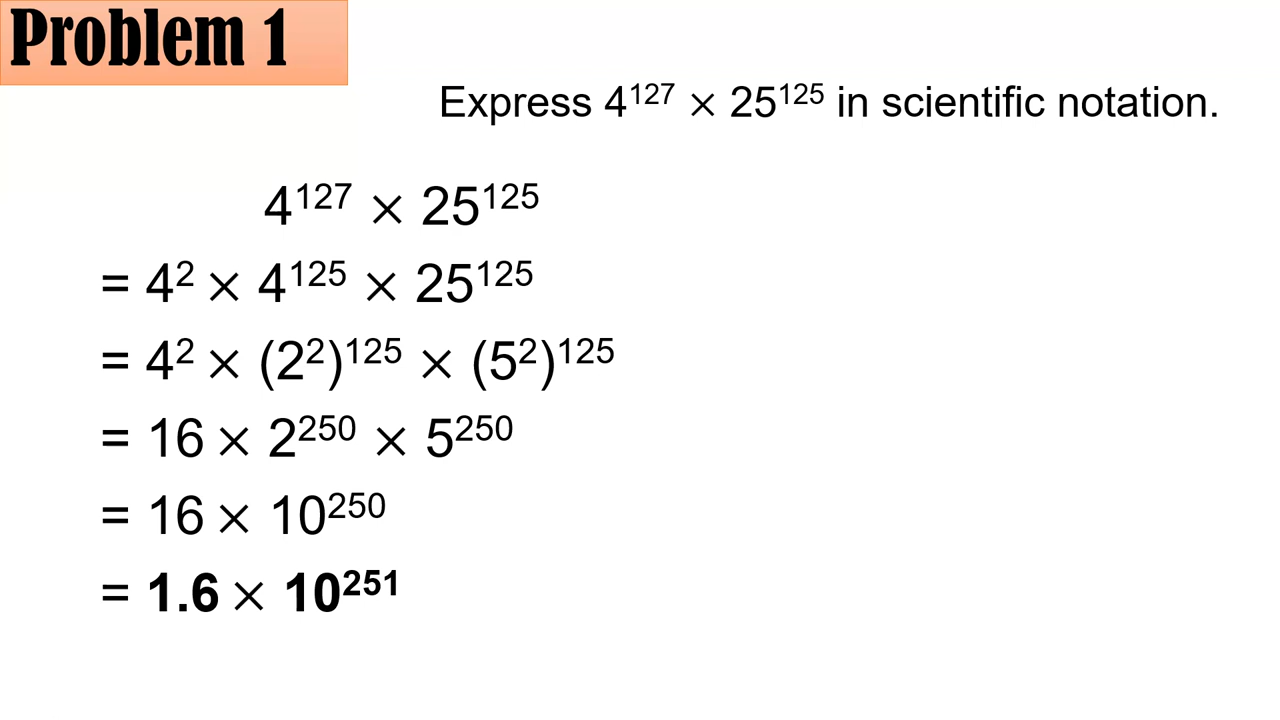 Problem 1
Express 4¹²⁷ × 25¹²⁵ in scientific notation.
4¹²⁷ × 25¹²⁵
= 4² × 4¹²⁵ × 25¹²⁵
= 4² × (2²)¹²⁵ × (5²)¹²⁵
= 16 × 2²⁵⁰ × 5²⁵⁰
= 16 × 10²⁵⁰
= 1.6 × 10²⁵¹